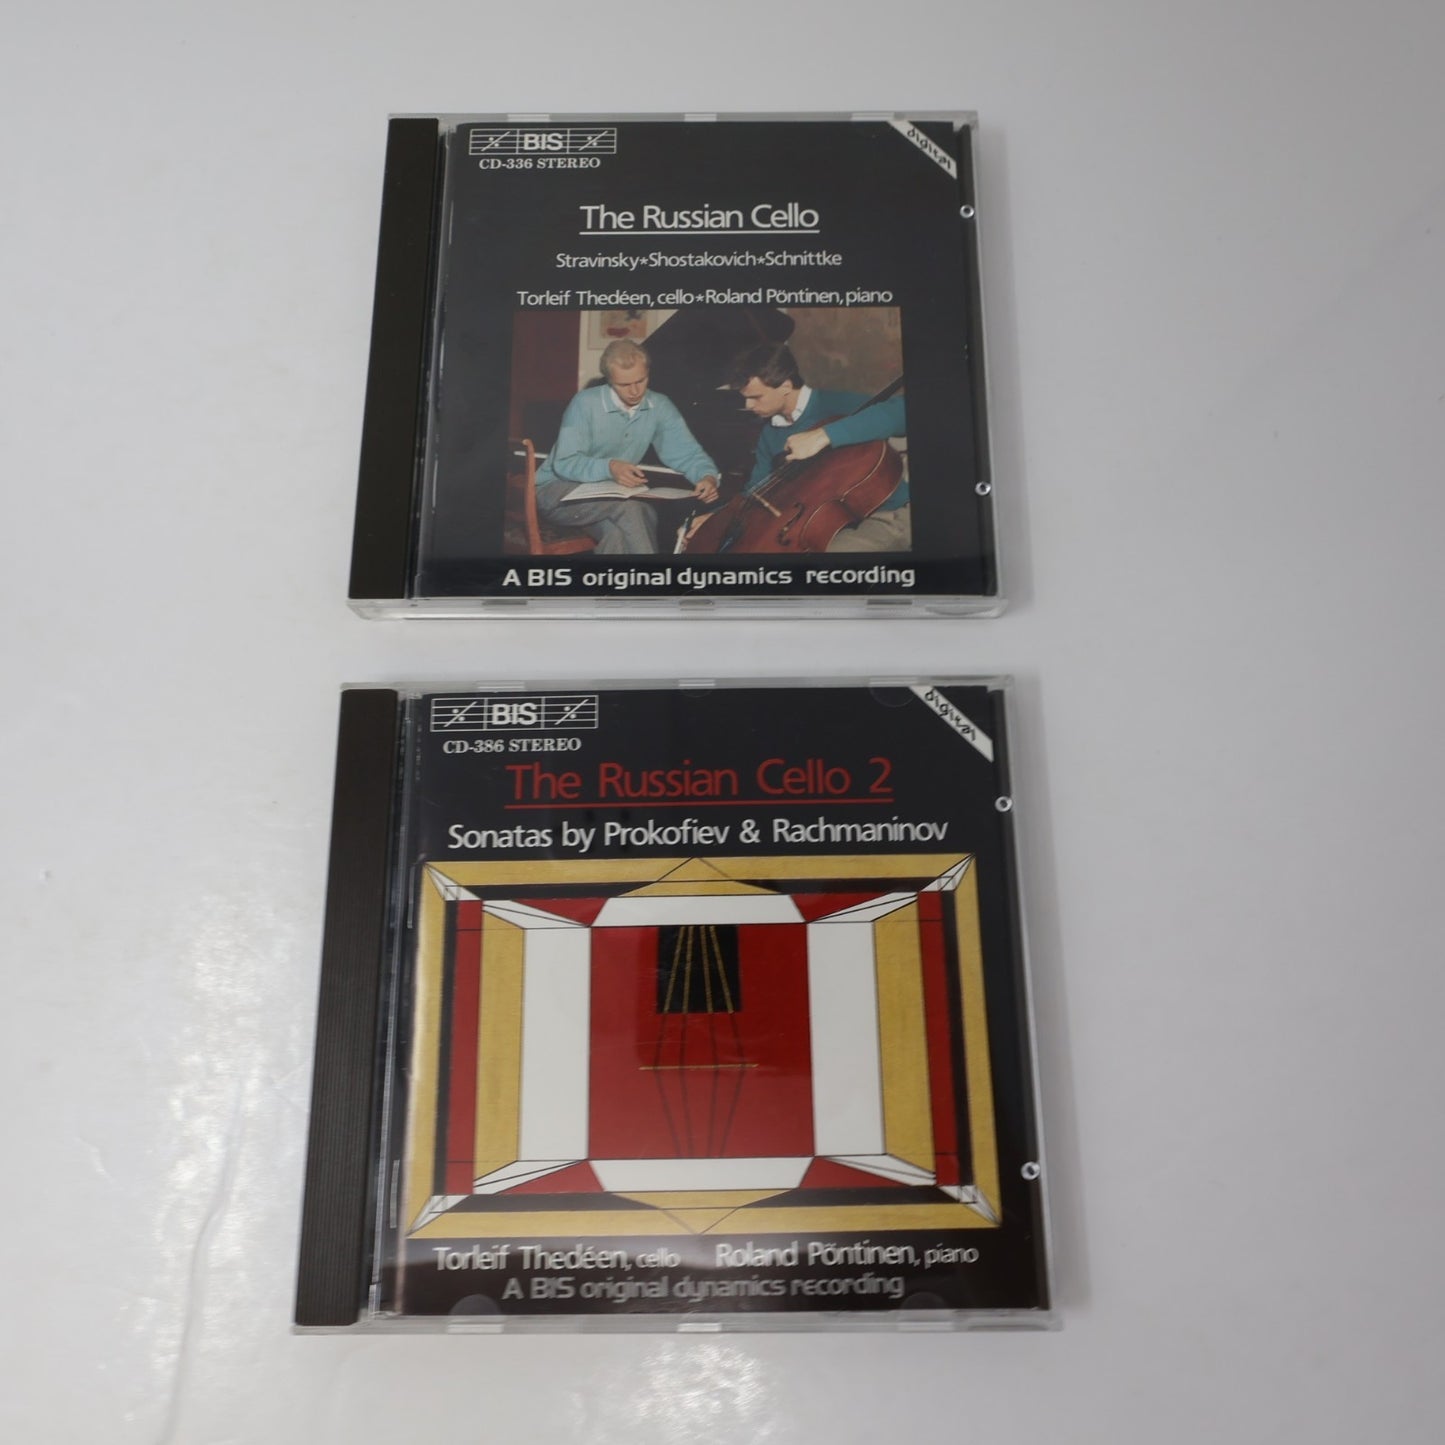 BIS
digital
CD-336 STEREO
The Russian Cello
Stravinsky★Shostakovich★Schnittke
Torleif Thedéen, cello★Roland Pöntinen, piano
A BIS original dynamics recording
BIS
digital
CD-386 STEREO
The Russian Cello 2
Sonatas by Prokofiev & Rachmaninov
Torleif Thedéen, cello Roland Pöntinen, piano
A BIS original dynamics recording